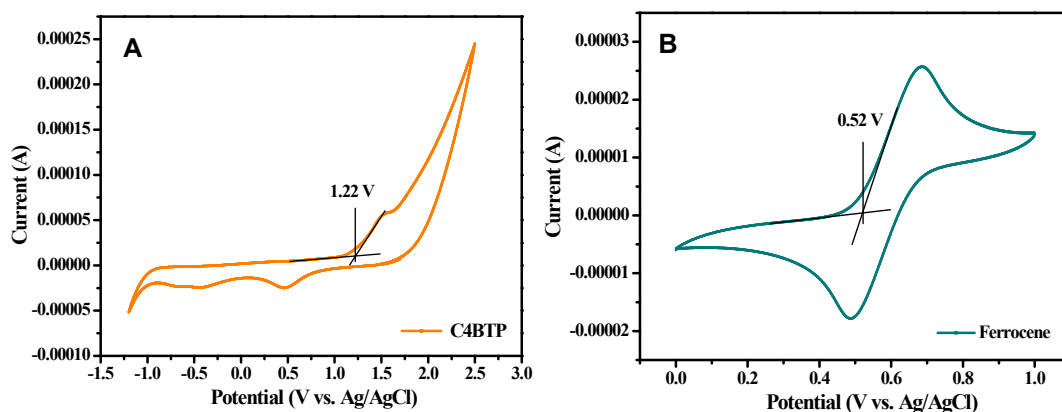 A
0.00025
0.00020
0.00015
0.00010
0.00005
0.00000
-0.00005
-0.00010
Current (A)
1.22 V
C4BTP
-1.5 -1.0 -0.5 0.0 0.5 1.0 1.5 2.0 2.5 3.0
Potential (V vs. Ag/AgCl)
B
0.00003
0.00002
0.00001
0.00000
-0.00001
-0.00002
Current (A)
0.52 V
Ferrocene
0.0 0.2 0.4 0.6 0.8 1.0
Potential (V vs. Ag/AgCl)